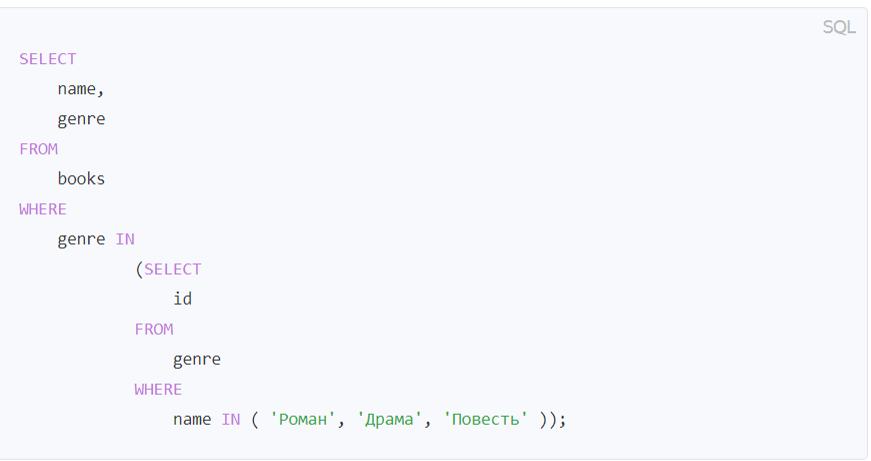 SQL
SELECT
name,
genre
FROM
books
WHERE
genre IN
(SELECT
id
FROM
genre
WHERE
name IN ( 'Роман', 'Драма', 'Повесть' ));